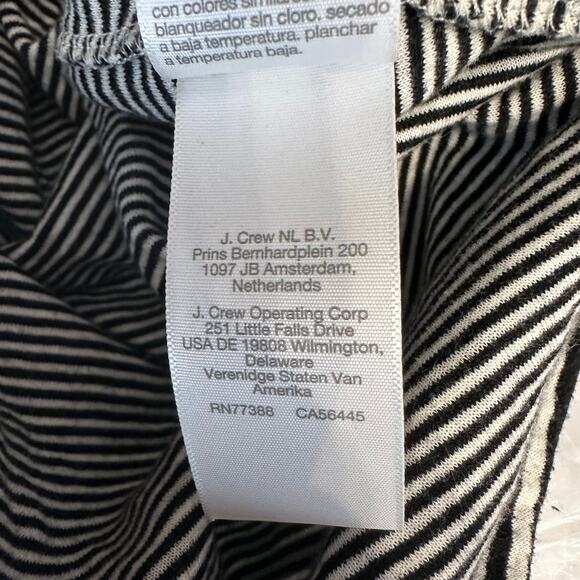 con colores similares
blanqueador sin cloro. secado
a baja temperatura. planchar
a temperatura baja.
J. Crew NL B.V.
Prins Bernhardplein 200
1097 JB Amsterdam,
Netherlands
J. Crew Operating Corp
251 Little Falls Drive
USA DE 19808 Wilmington,
Delaware
Verenidge Staten Van
Amerika
RN77388 CA56445